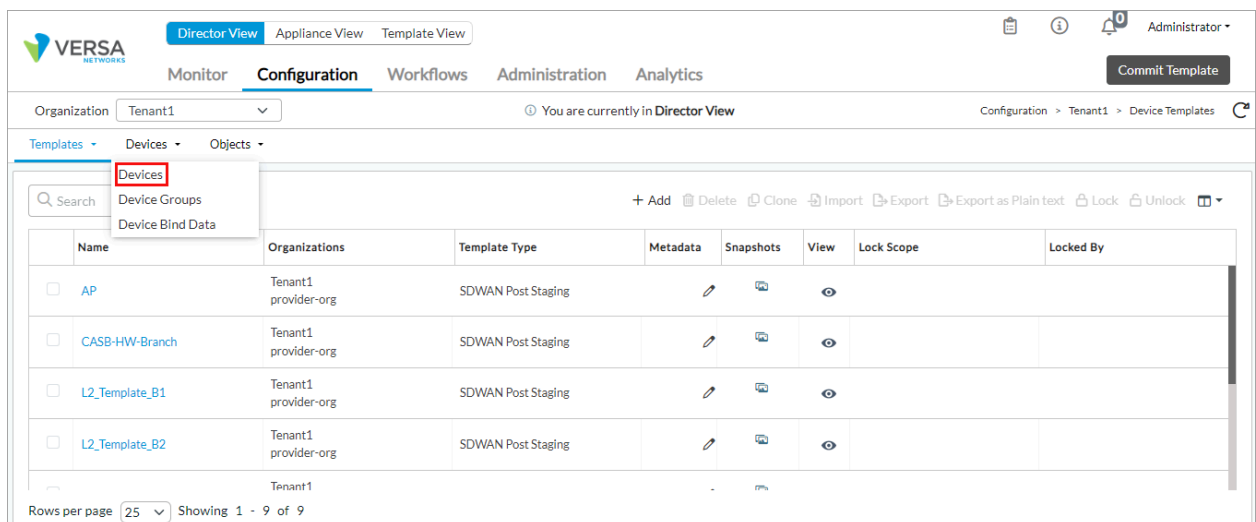 VERSA
NETWORKS
Director View Appliance View Template View
0
Administrator
Monitor Configuration Workflows Administration Analytics
Commit Template
Organization Tenant1
You are currently in Director View
Configuration > Tenant1 > Device Templates
Templates Devices Objects
Devices
Device Groups
Device Bind Data
Search
+ Add Delete Clone Import Export Export as Plain text Lock Unlock
Name Organizations Template Type Metadata Snapshots View Lock Scope Locked By
AP Tenant1 SDWAN Post Staging
provider-org
CASB-HW-Branch Tenant1 SDWAN Post Staging
provider-org
L2_Template_B1 Tenant1 SDWAN Post Staging
provider-org
L2_Template_B2 Tenant1 SDWAN Post Staging
provider-org
Tenant1
Rows per page 25 Showing 1 - 9 of 9